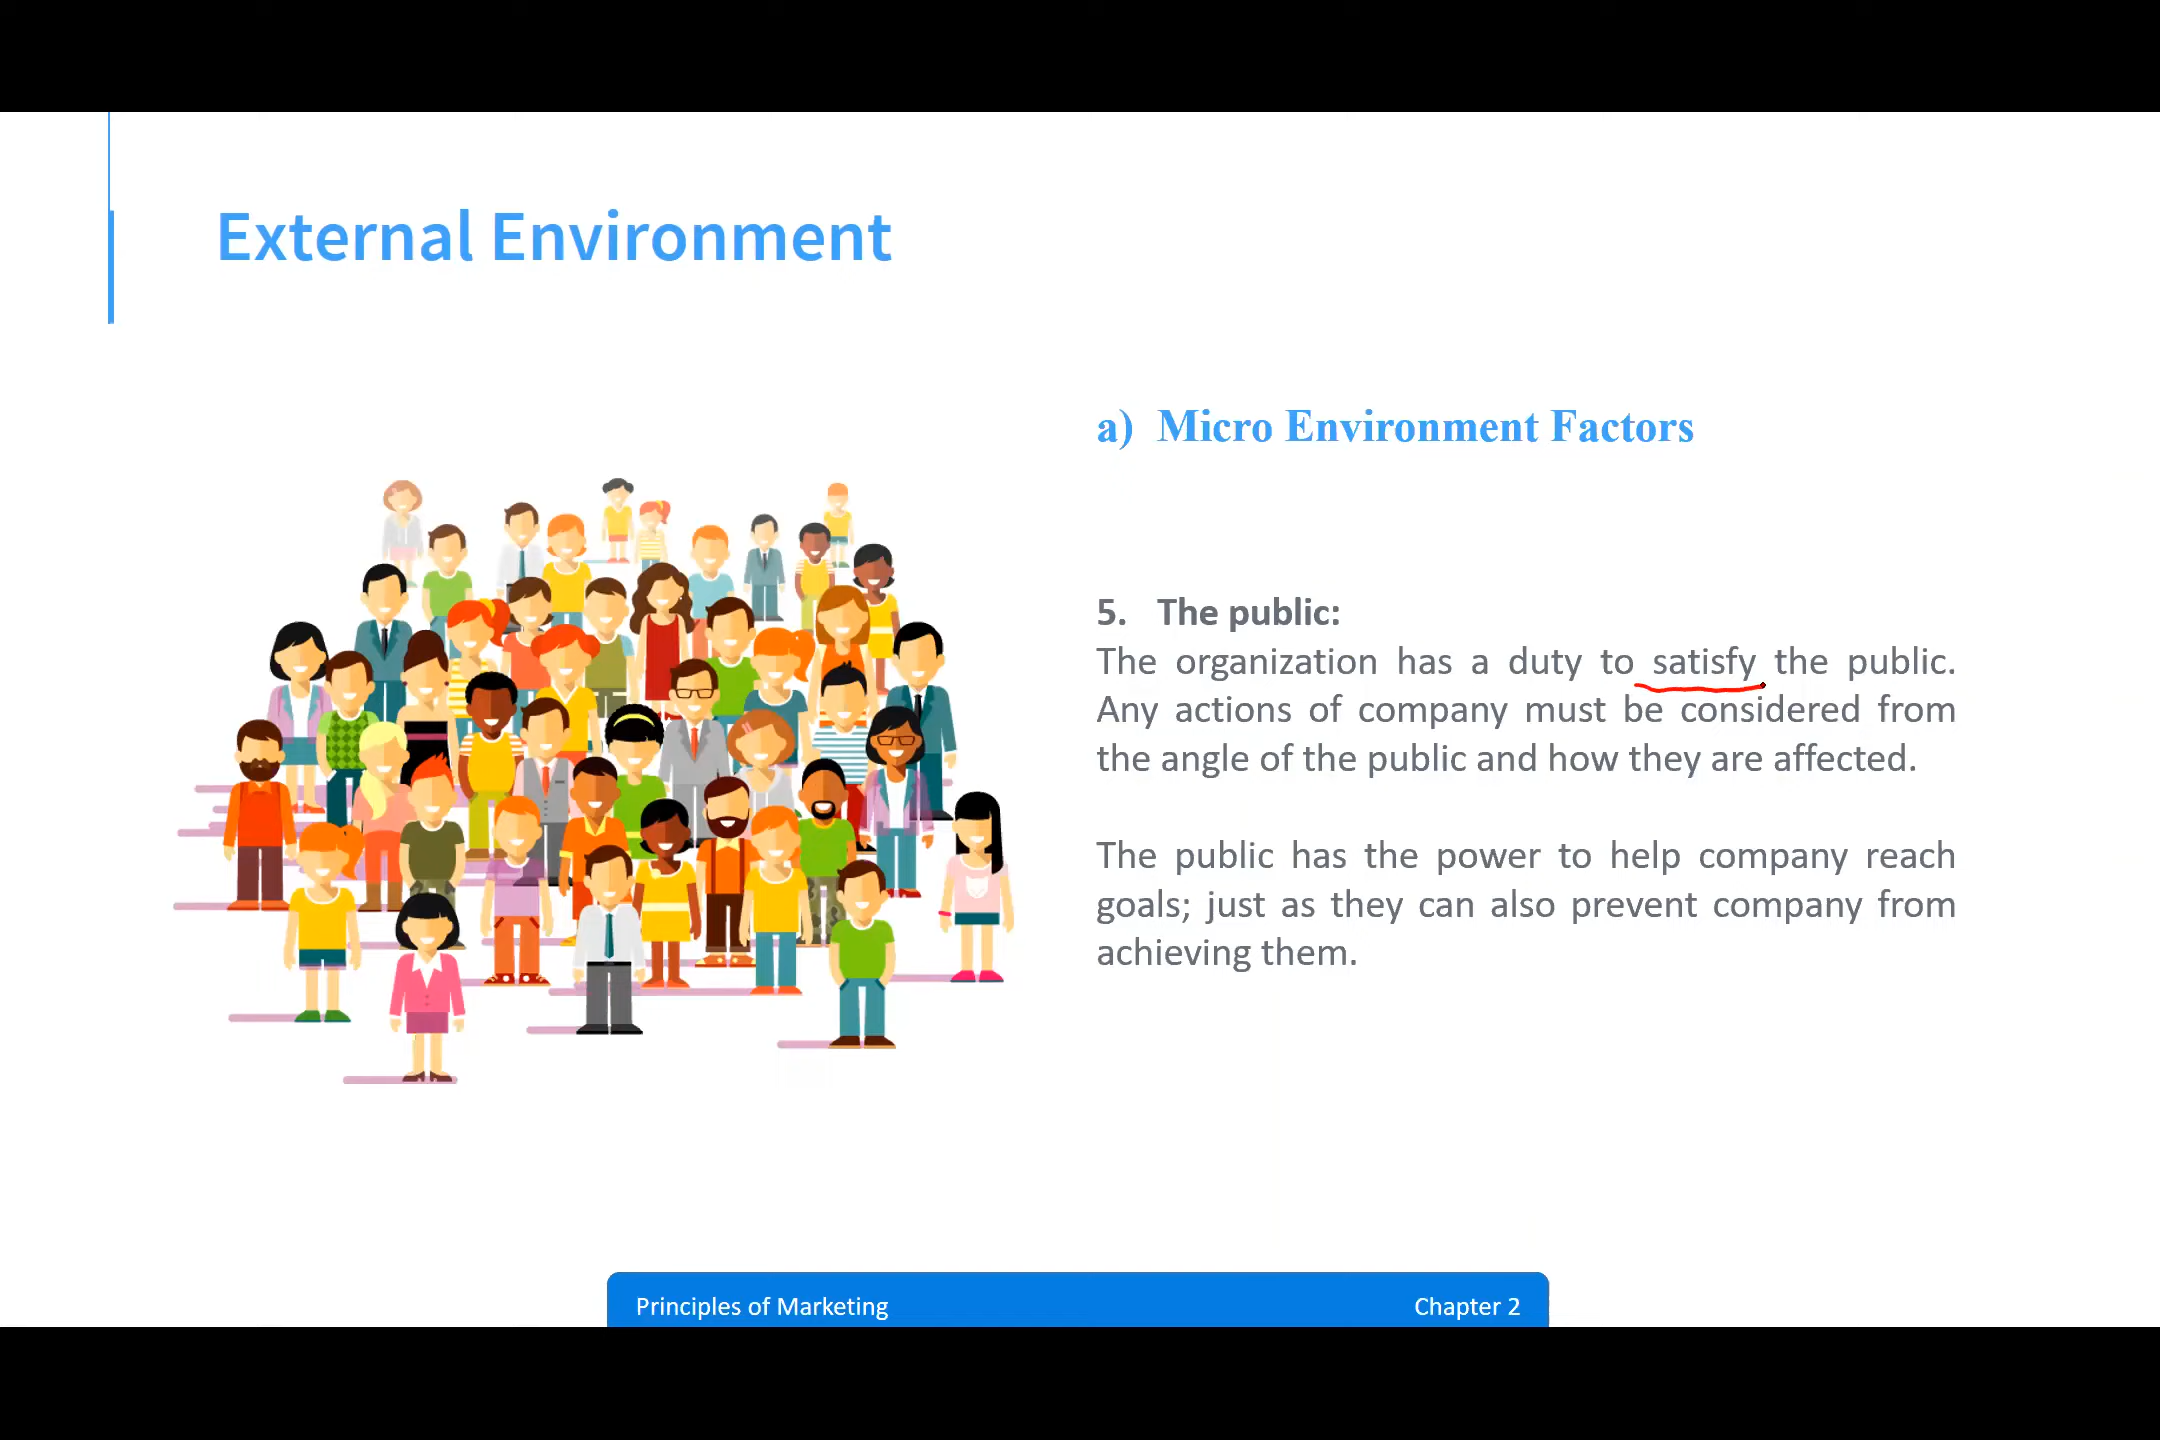 External Environment
a) Micro Environment Factors
5. The public:
The organization has a duty to satisfy the public.
Any actions of company must be considered from
the angle of the public and how they are affected.
The public has the power to help company reach
goals; just as they can also prevent company from
achieving them.
Principles of Marketing
Chapter 2